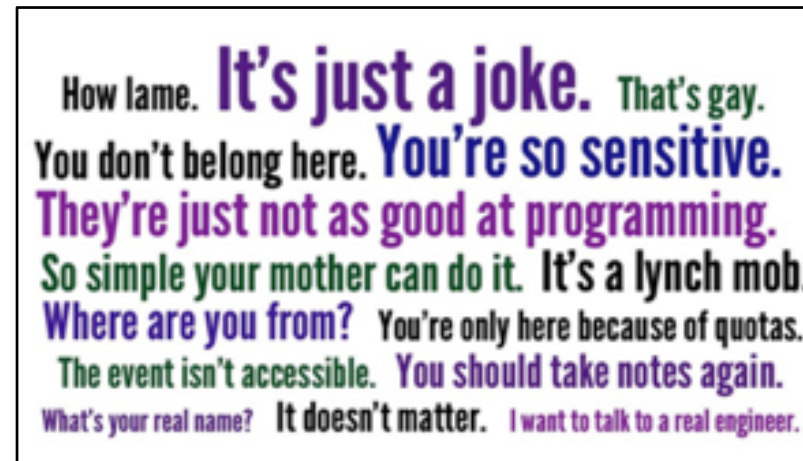 How lame. It's just a joke. That's gay.
You don't belong here. You're so sensitive.
They're just not as good at programming.
So simple your mother can do it. It's a lynch mob.
Where are you from? You're only here because of quotas.
The event isn't accessible. You should take notes again.
What's your real name? It doesn't matter. I want to talk to a real engineer.